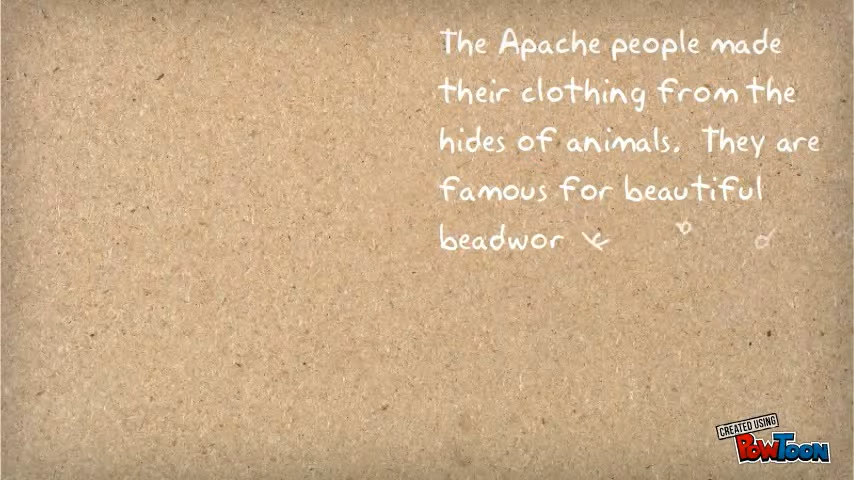 The Apache people made
their clothing from the
hides of animals. They are
famous for beautiful
beadwor
CREATED USING
POWTOON